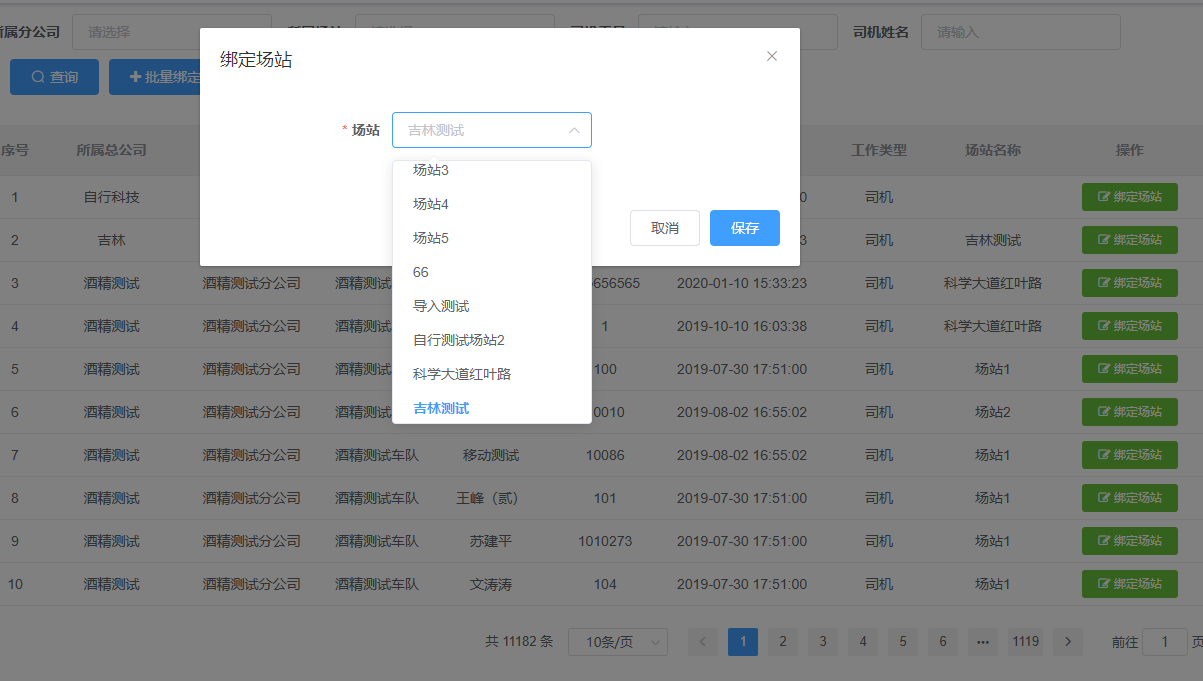 所属分公司 请选择 司机姓名 请输入
绑定场站
查询 批量绑定
* 场站 吉林测试
序号 所属总公司 工作类型 场站名称 操作
场站3
1 自行科技 0 司机 绑定场站
场站4
取消 保存
2 吉林 3 司机 吉林测试 绑定场站
场站5
66
3 酒精测试 酒精测试分公司 酒精测试 656565 2020-01-10 15:33:23 司机 科学大道红叶路 绑定场站
导入测试
4 酒精测试 酒精测试分公司 酒精测试 1 2019-10-10 16:03:38 司机 科学大道红叶路 绑定场站
自行测试场站2
5 酒精测试 酒精测试分公司 酒精测试 100 2019-07-30 17:51:00 司机 场站1 绑定场站
科学大道红叶路
6 酒精测试 酒精测试分公司 酒精测试 0010 2019-08-02 16:55:02 司机 场站2 绑定场站
吉林测试
7 酒精测试 酒精测试分公司 酒精测试车队 移动测试 10086 2019-08-02 16:55:02 司机 场站1 绑定场站
8 酒精测试 酒精测试分公司 酒精测试车队 王峰（贰） 101 2019-07-30 17:51:00 司机 场站1 绑定场站
9 酒精测试 酒精测试分公司 酒精测试车队 苏建平 1010273 2019-07-30 17:51:00 司机 场站1 绑定场站
10 酒精测试 酒精测试分公司 酒精测试车队 文涛涛 104 2019-07-30 17:51:00 司机 场站1 绑定场站
共 11182 条 10条/页 < 1 2 3 4 5 6 ••• 1119 > 前往 1 页